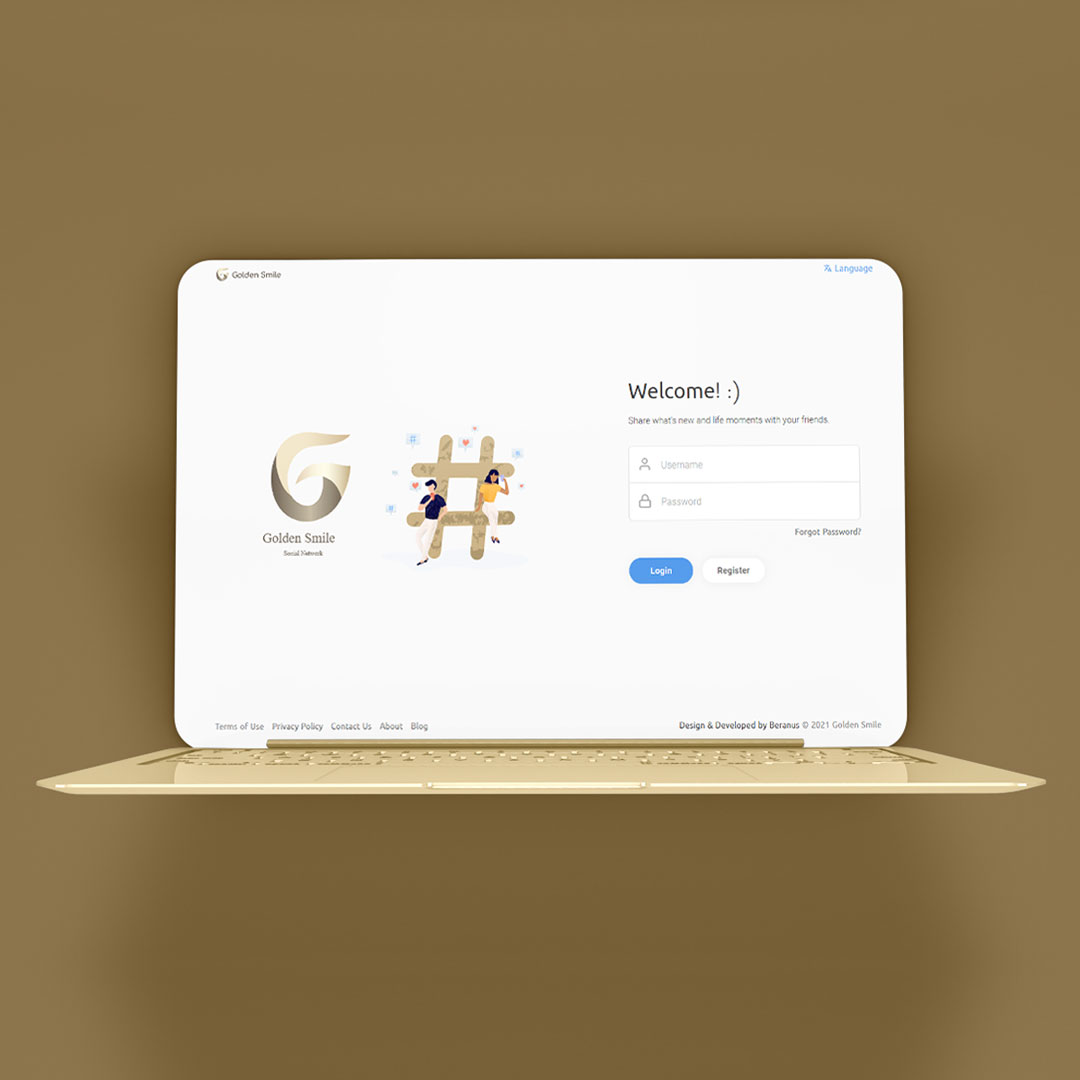 Golden Smile
Language
Welcome! :)
Share what's new and life moments with your friends.
Username
Password
Forgot Password?
Login
Register
Golden Smile
Social Network
#
#
#
#
Terms of Use Privacy Policy Contact Us About Blog
Design & Developed by Beranus © 2021 Golden Smile